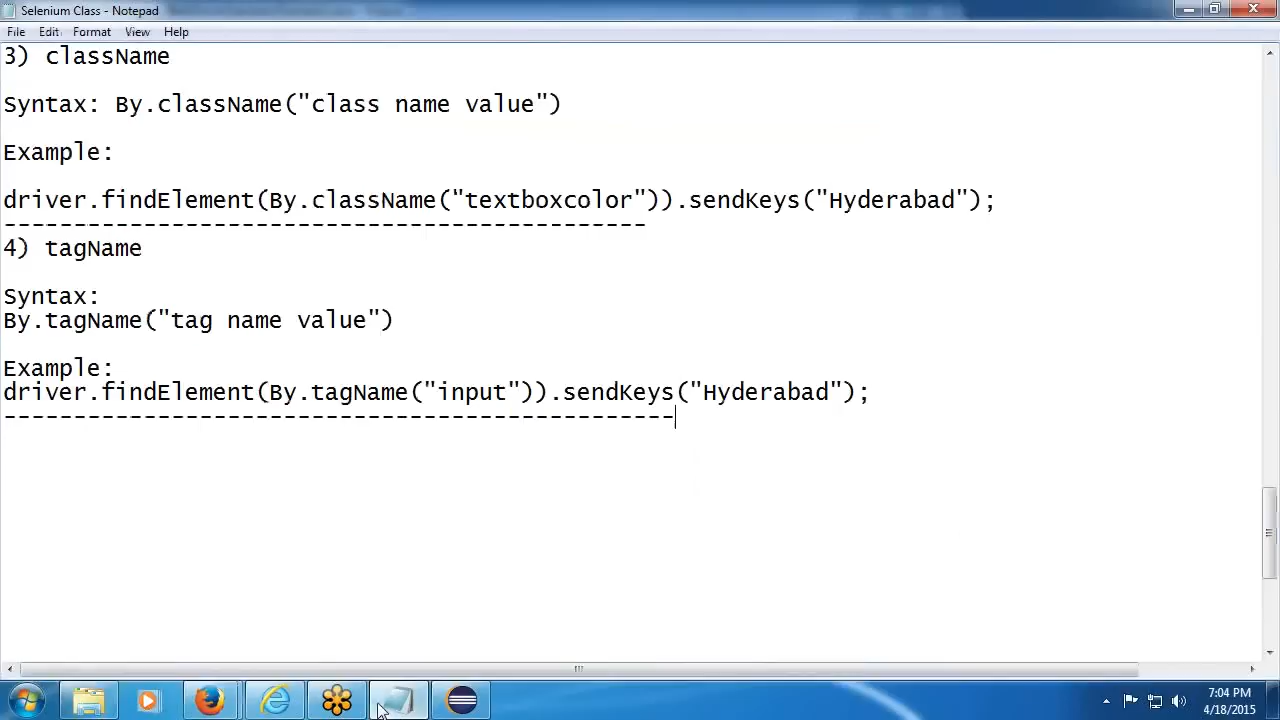 Selenium Class - Notepad
File Edit Format View Help
3) className
Syntax: By.className("class name value")
Example:
driver.findElement(By.className("textboxcolor")).sendKeys("Hyderabad");
----------------------------------------------
4) tagName
Syntax:
By.tagName("tag name value")
Example:
driver.findElement(By.tagName("input")).sendKeys("Hyderabad");
------------------------------------------------
7:04 PM
4/18/2015